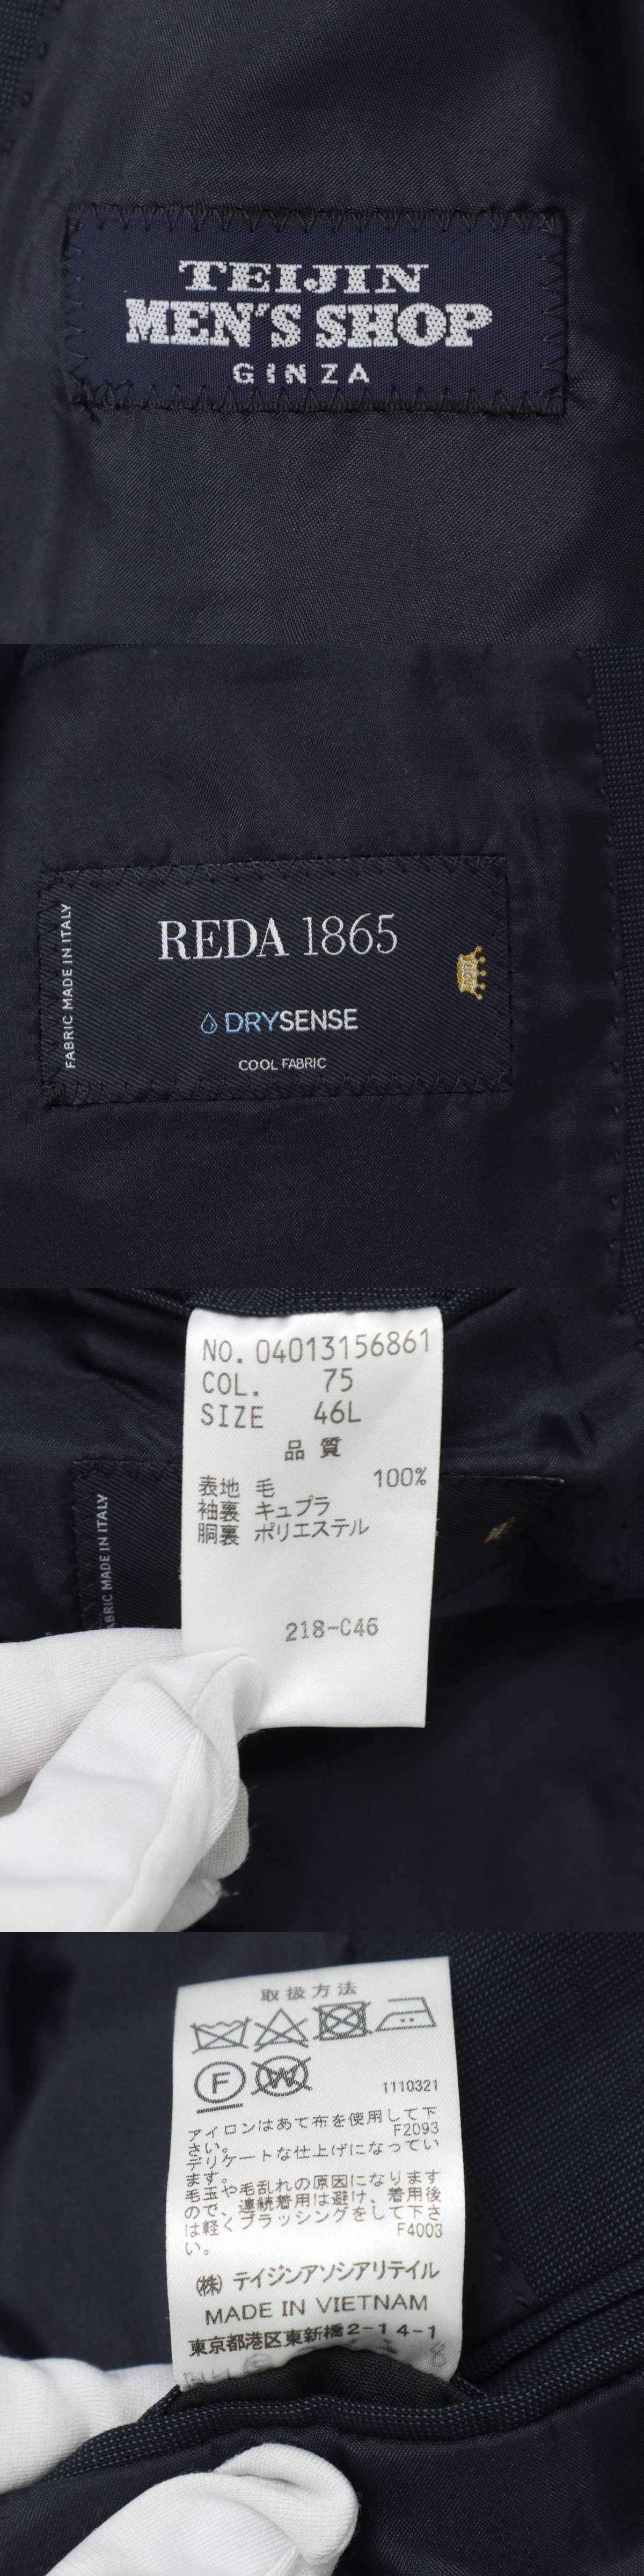 TEIJIN
MEN'S SHOP
GINZA
FABRIC MADE IN ITALY
REDA 1865
DRYSENSE
COOL FABRIC
NO. 04013156861
COL. 75
SIZE 46L
品質
表地 毛 100%
袖裏 キュプラ
胴裏 ポリエステル
218-C46
ABRIC MADE IN ITALY
取扱方法
F W
1110321
アイロンはあて布を使用して下
さい。 F2093
デリケートな仕上げになってい
ます。
毛玉や毛乱れの原因になります
ので、連続着用は避け、着用後
は軽くブラッシングをして下さ
い。 F4003
(株) テイジンアソシアリテイル
MADE IN VIETNAM
東京都港区東新橋2-14-1